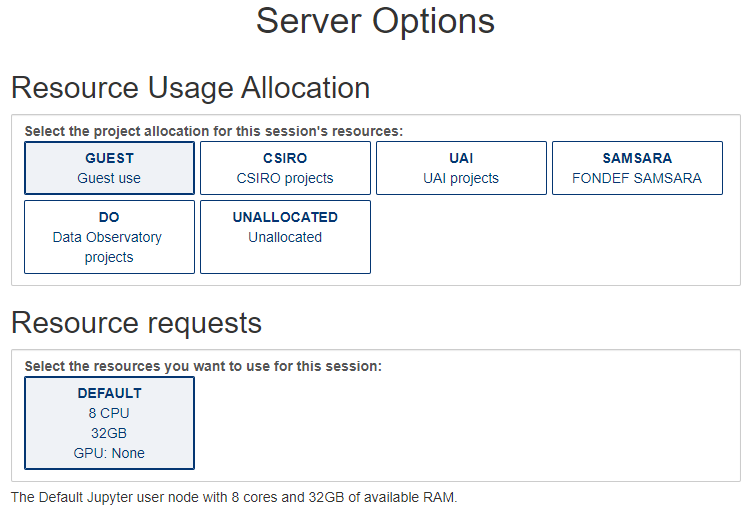 Server Options
Resource Usage Allocation
Select the project allocation for this session's resources:
GUEST
Guest use
CSIRO
CSIRO projects
UAI
UAI projects
SAMSARA
FONDEF SAMSARA
DO
Data Observatory
projects
UNALLOCATED
Unallocated
Resource requests
Select the resources you want to use for this session:
DEFAULT
8 CPU
32GB
GPU: None
The Default Jupyter user node with 8 cores and 32GB of available RAM.